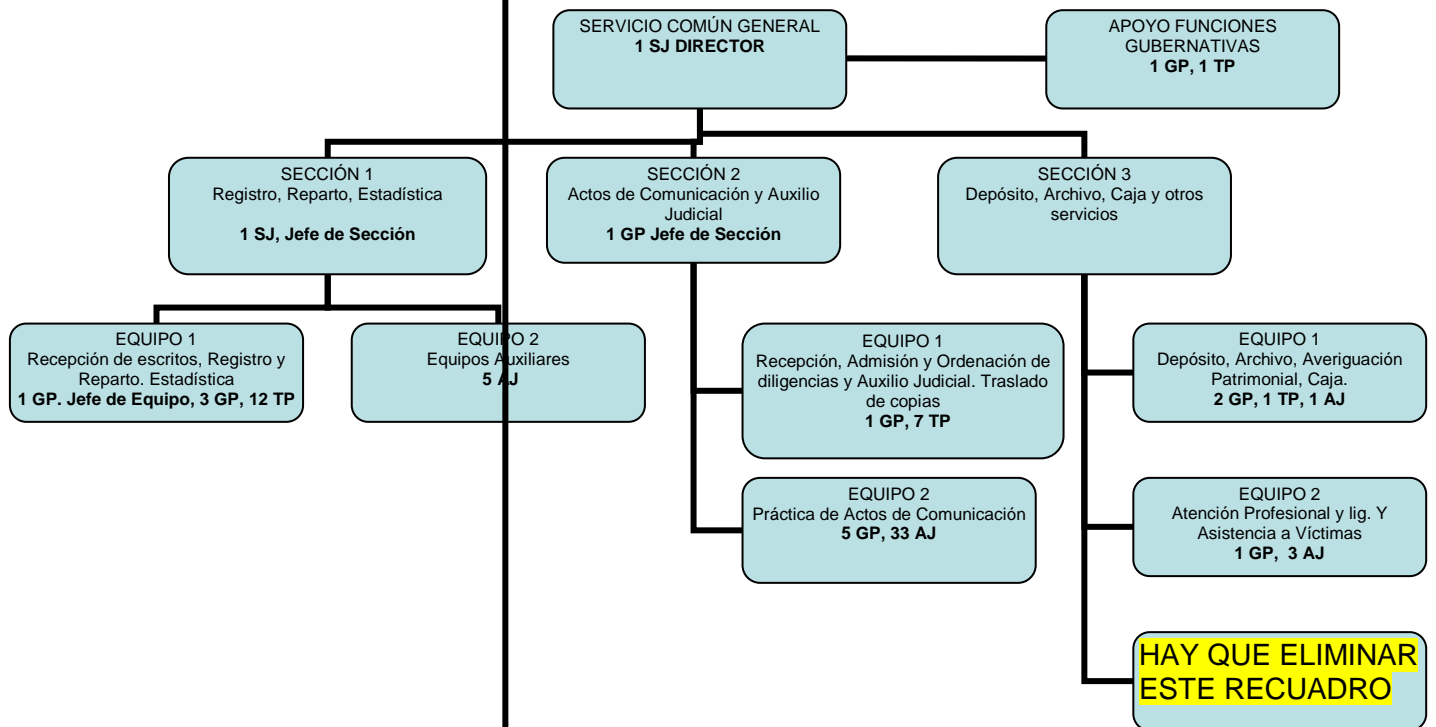 SERVICIO COMÚN GENERAL
1 SJ DIRECTOR
APOYO FUNCIONES
GUBERNATIVAS
1 GP, 1 TP
SECCIÓN 1
Registro, Reparto, Estadística
1 SJ, Jefe de Sección
SECCIÓN 2
Actos de Comunicación y Auxilio
Judicial
1 GP Jefe de Sección
SECCIÓN 3
Depósito, Archivo, Caja y otros
servicios
EQUIPO 1
Recepción de escritos, Registro y
Reparto. Estadística
1 GP. Jefe de Equipo, 3 GP, 12 TP
EQUIPO 2
Equipos Auxiliares
5 AJ
EQUIPO 1
Recepción, Admisión y Ordenación de
diligencias y Auxilio Judicial. Traslado
de copias
1 GP, 7 TP
EQUIPO 2
Práctica de Actos de Comunicación
5 GP, 33 AJ
EQUIPO 1
Depósito, Archivo, Averiguación
Patrimonial, Caja.
2 GP, 1 TP, 1 AJ
EQUIPO 2
Atención Profesional y lig. Y
Asistencia a Víctimas
1 GP, 3 AJ
HAY QUE ELIMINAR
ESTE RECUADRO